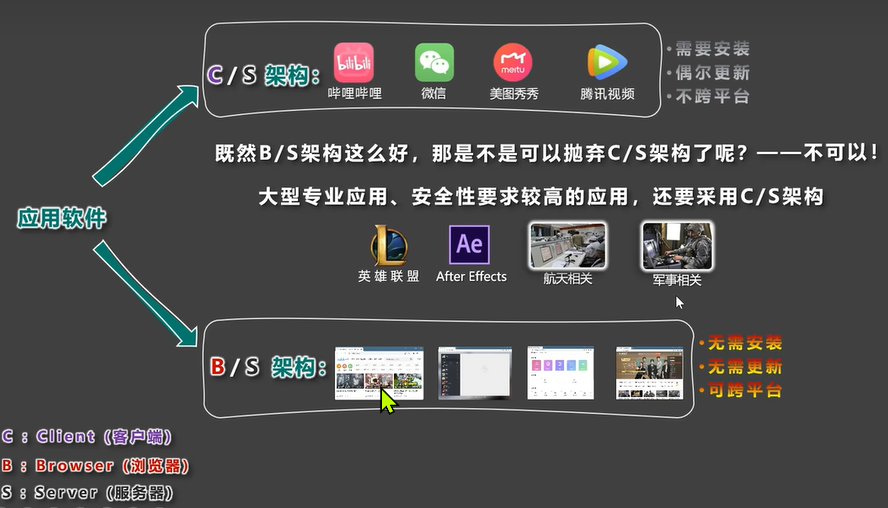 C/S 架构：
bilibili
哔哩哔哩
微信
meitu
美图秀秀
腾讯视频
·需要安装
·偶尔更新
·不跨平台
既然B/S架构这么好，那是不是可以抛弃C/S架构了呢？——不可以！
大型专业应用、安全性要求较高的应用，还要采用C/S架构
应用软件
L
英雄联盟
Ae
After Effects
航天相关
军事相关
B/S 架构：
·无需安装
·无需更新
·可跨平台
C : Client (客户端)
B : Browser (浏览器)
S : Server (服务器)